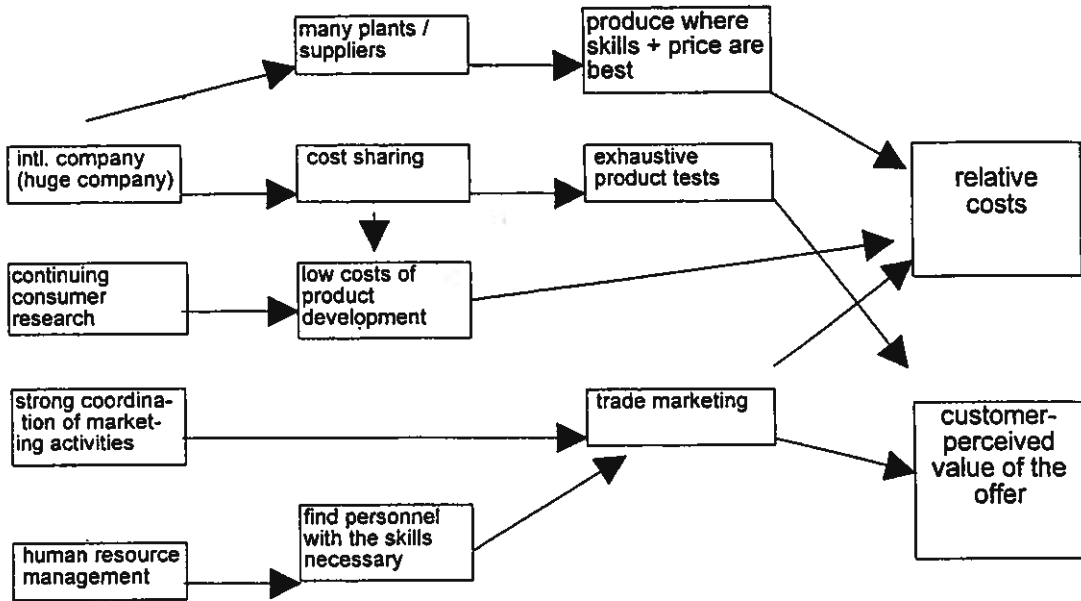 many plants /
suppliers
produce where
skills + price are
best
intl. company
(huge company)
cost sharing
exhaustive
product tests
relative
costs
continuing
consumer
research
low costs of
product
development
strong coordina-
tion of market-
ing activities
trade marketing
customer-
perceived
value of the
offer
find personnel
with the skills
necessary
human resource
management